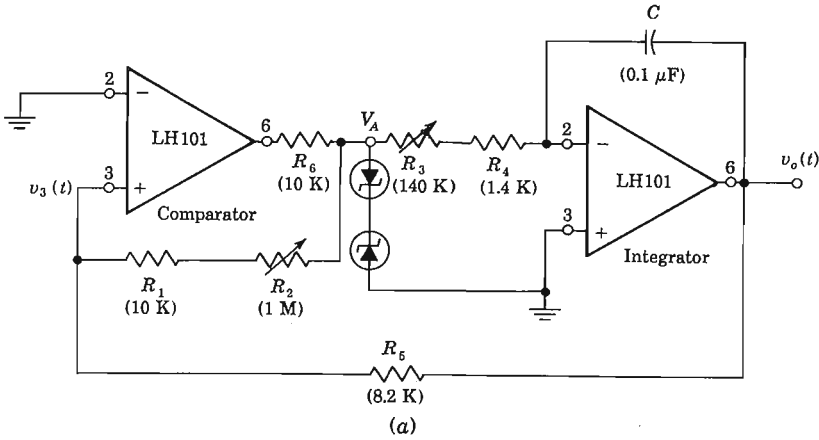 C
(0.1 μF)
2
−
LH101
6
R6
(10 K)
VA
R3
(140 K)
R4
(1.4 K)
2
−
LH101
6
vo(t)
v3(t)
3
+
Comparator
3
+
Integrator
R1
(10 K)
R2
(1 M)
R5
(8.2 K)
(a)